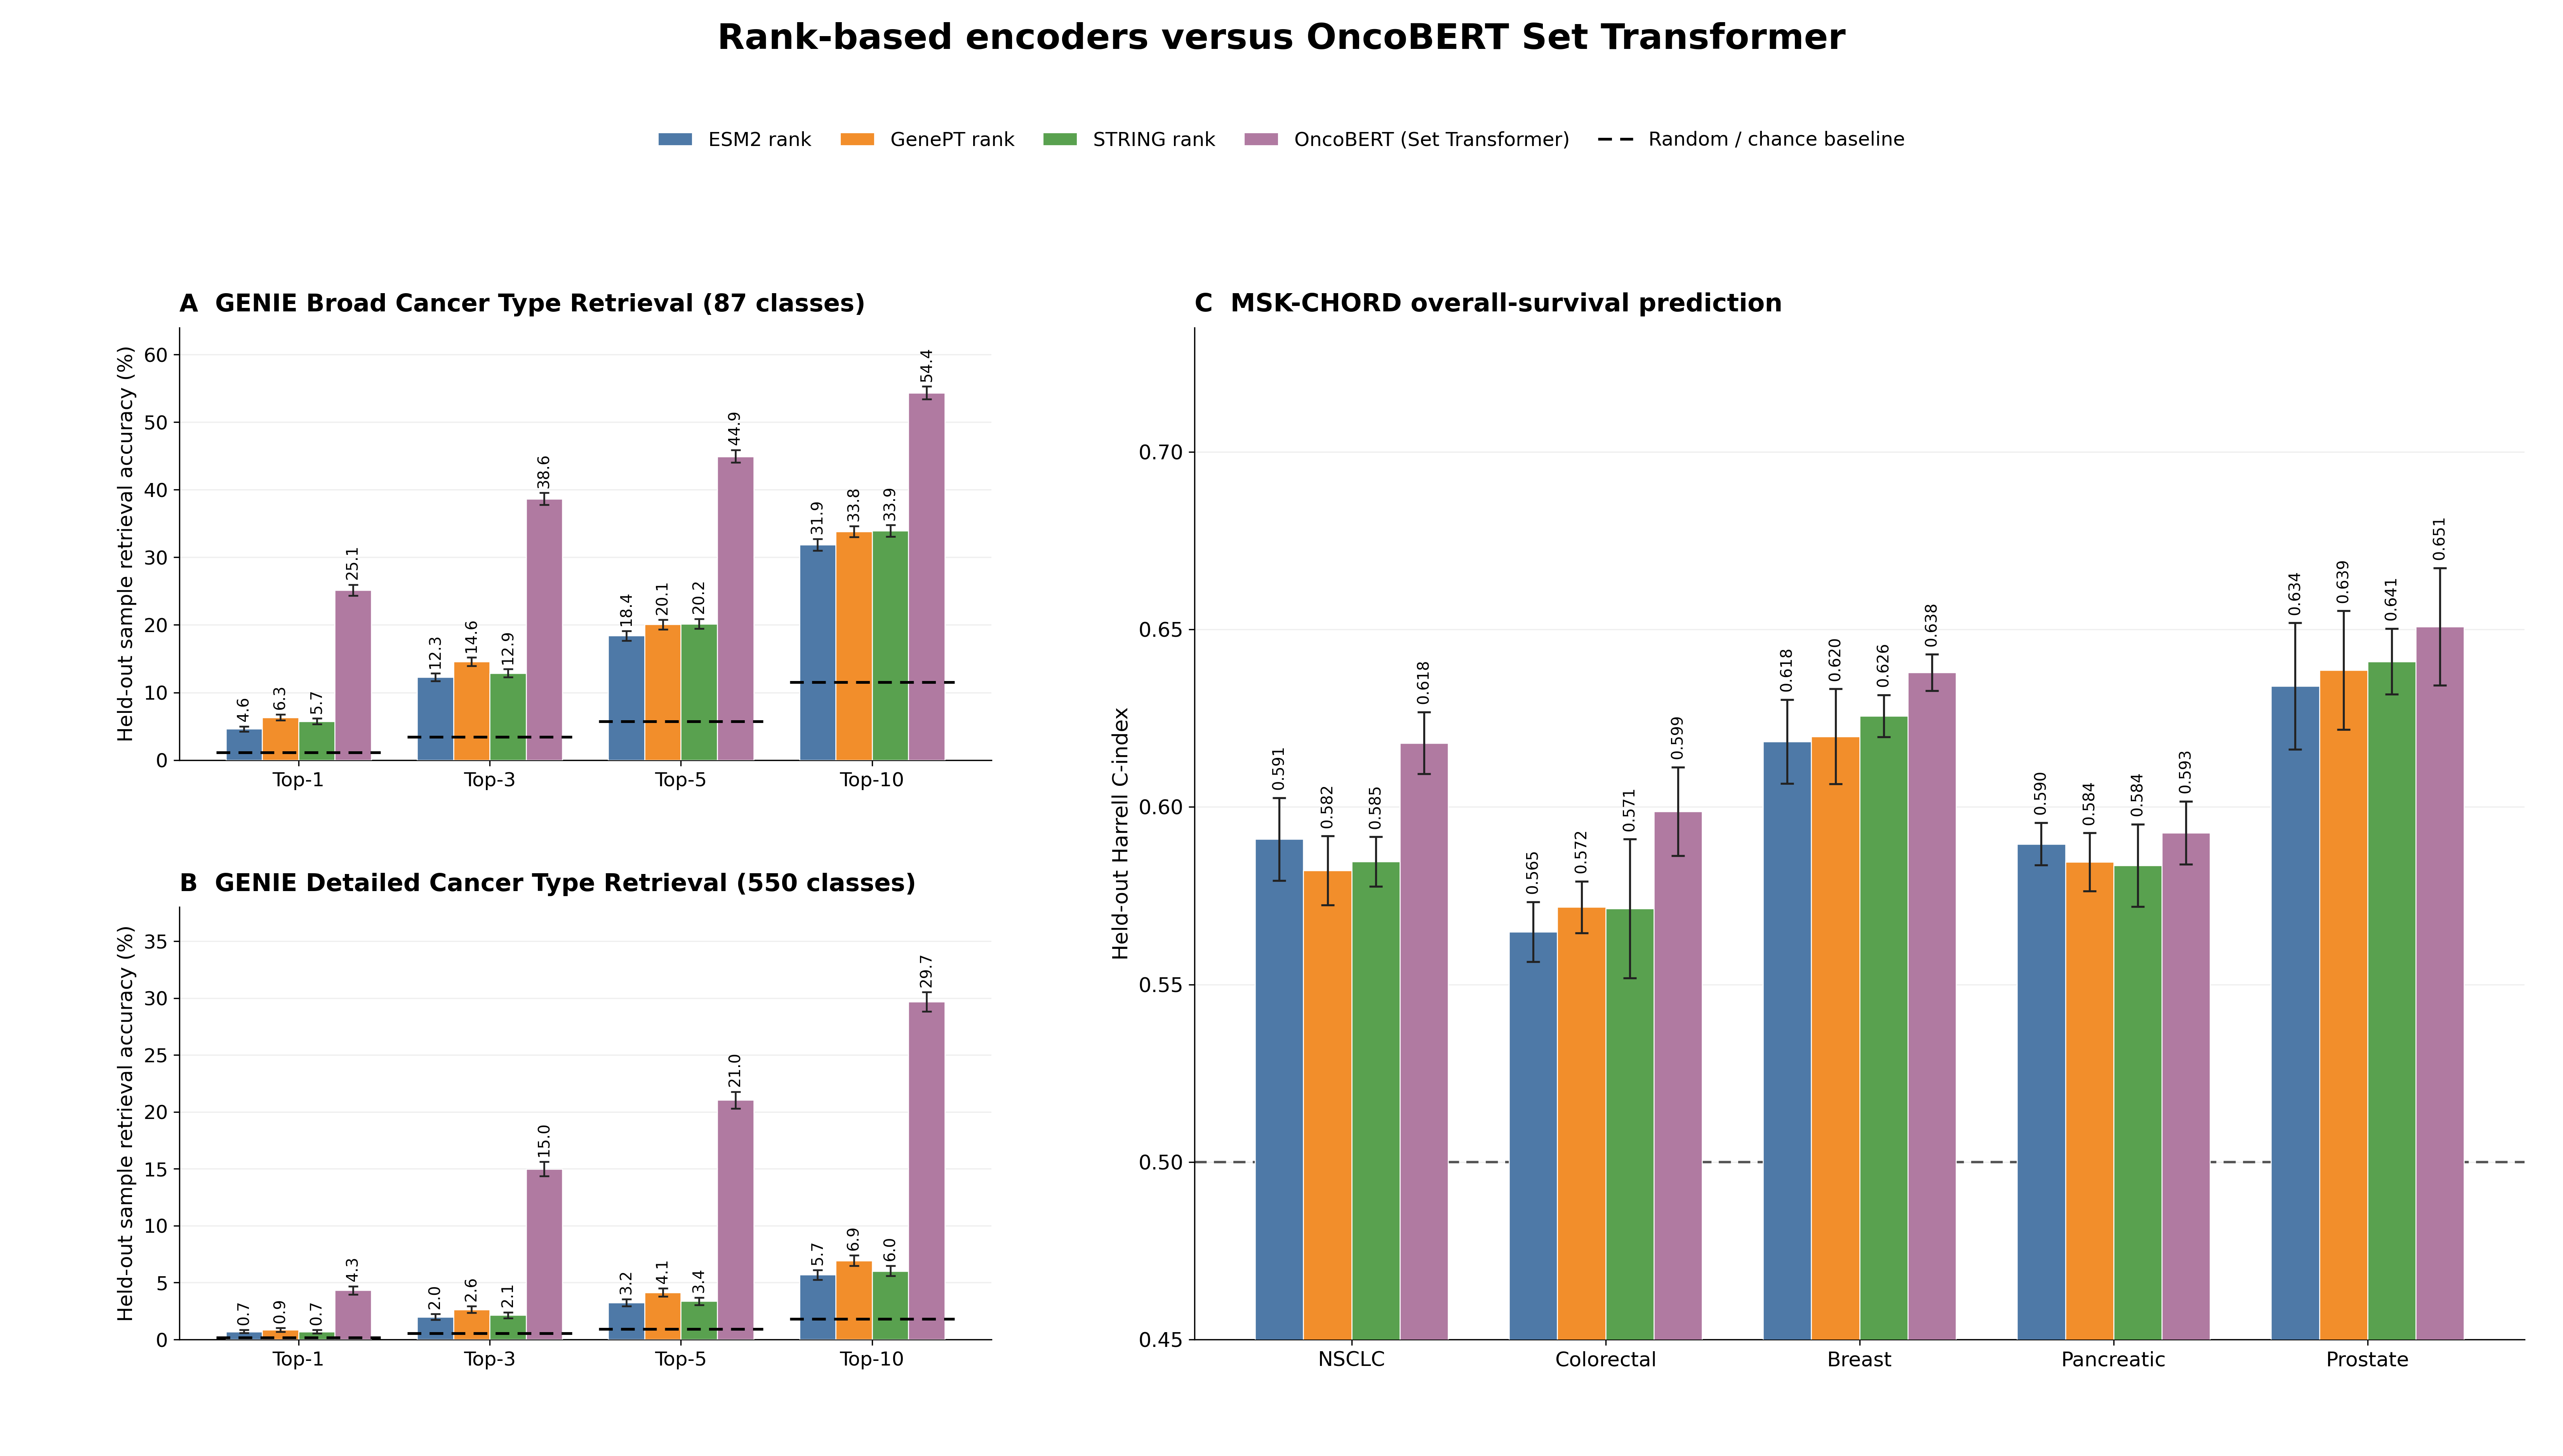 Rank-based encoders versus OncoBERT Set Transformer
ESM2 rank
GenePT rank
STRING rank
OncoBERT (Set Transformer)
Random / chance baseline
A GENIE Broad Cancer Type Retrieval (87 classes)
Held-out sample retrieval accuracy (%)
60
50
40
30
20
10
0
4.6
6.3
5.7
25.1
12.3
14.6
12.9
38.6
18.4
20.1
20.2
44.9
31.9
33.8
33.9
54.4
Top-1
Top-3
Top-5
Top-10
B GENIE Detailed Cancer Type Retrieval (550 classes)
Held-out sample retrieval accuracy (%)
35
30
25
20
15
10
5
0
0.7
0.9
0.7
4.3
2.0
2.6
2.1
15.0
3.2
4.1
3.4
21.0
5.7
6.9
6.0
29.7
Top-1
Top-3
Top-5
Top-10
C MSK-CHORD overall-survival prediction
Held-out Harrell C-index
0.70
0.65
0.60
0.55
0.50
0.45
0.591
0.582
0.585
0.618
0.565
0.572
0.571
0.599
0.618
0.620
0.626
0.638
0.590
0.584
0.584
0.593
0.634
0.639
0.641
0.651
NSCLC
Colorectal
Breast
Pancreatic
Prostate